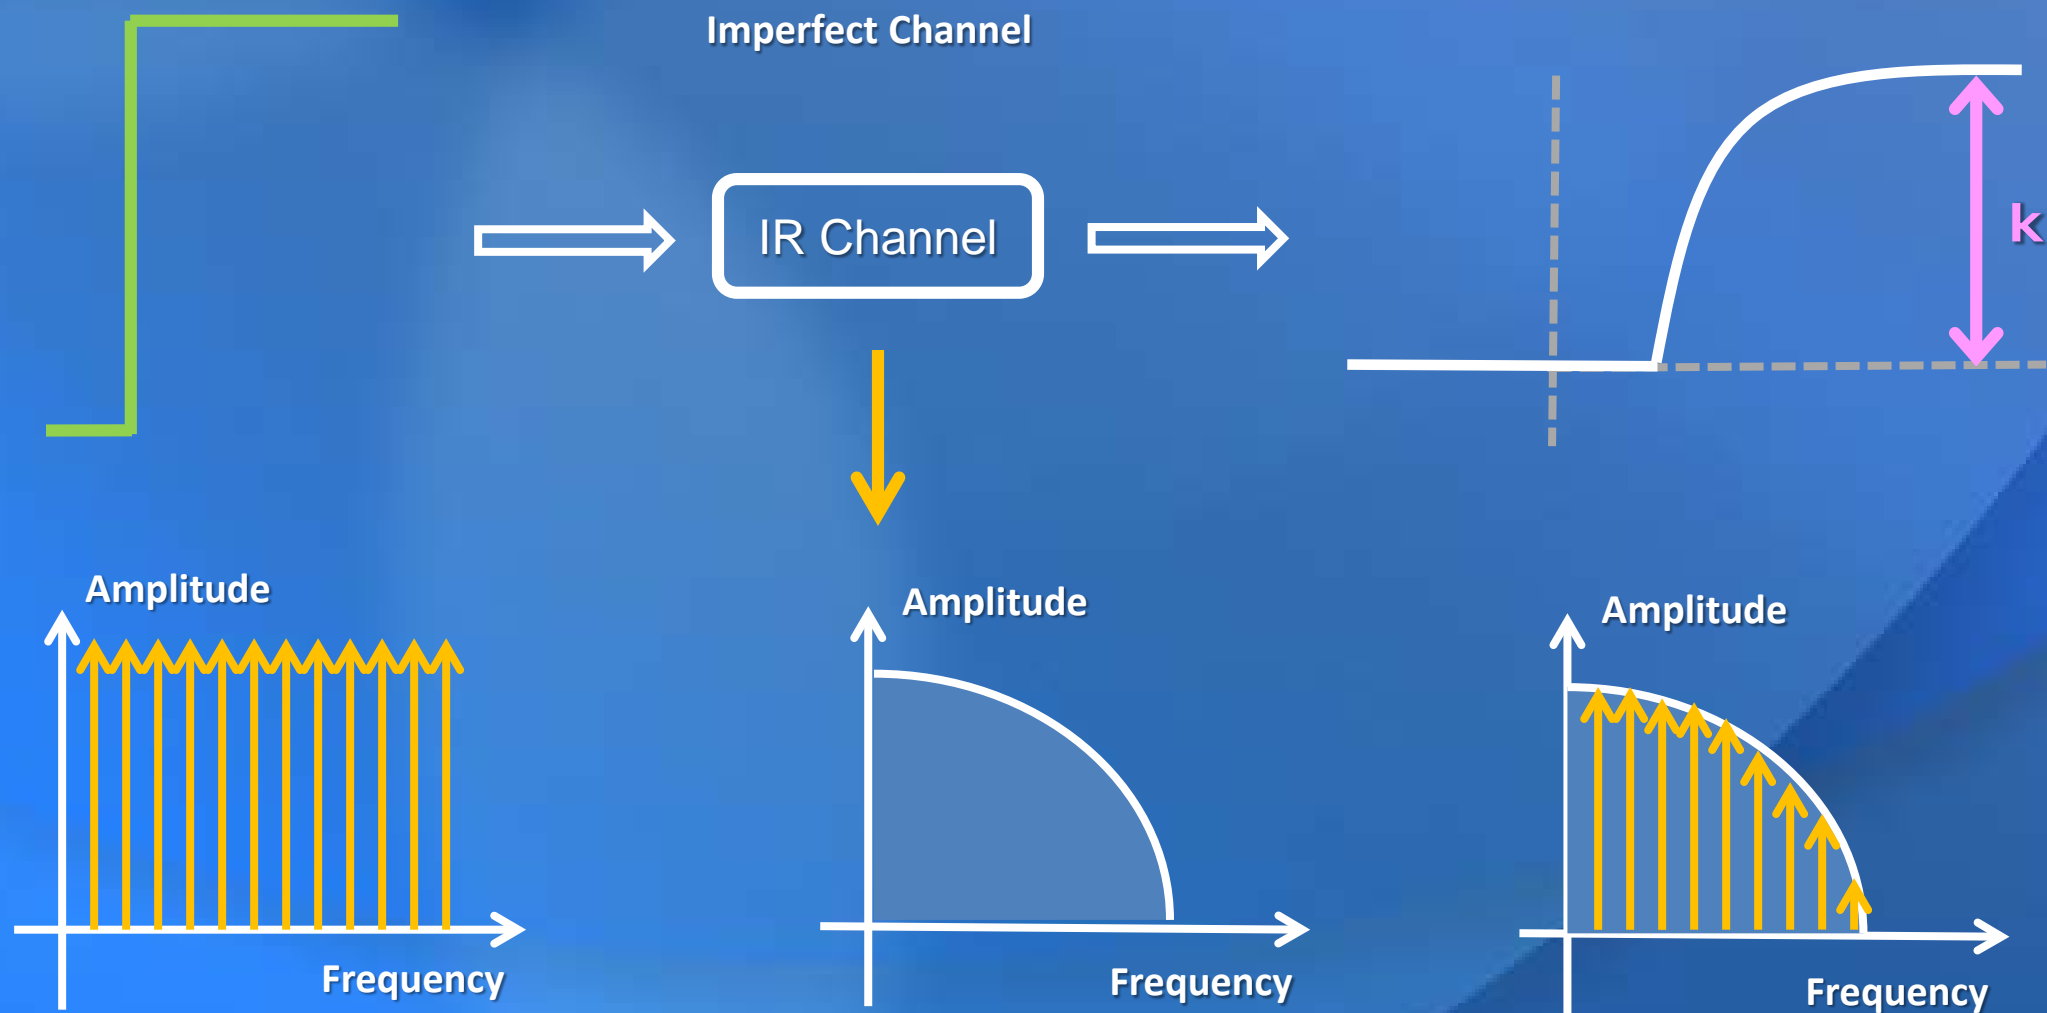 Imperfect Channel
IR Channel
k
Amplitude
Amplitude
Amplitude
Frequency
Frequency
Frequency